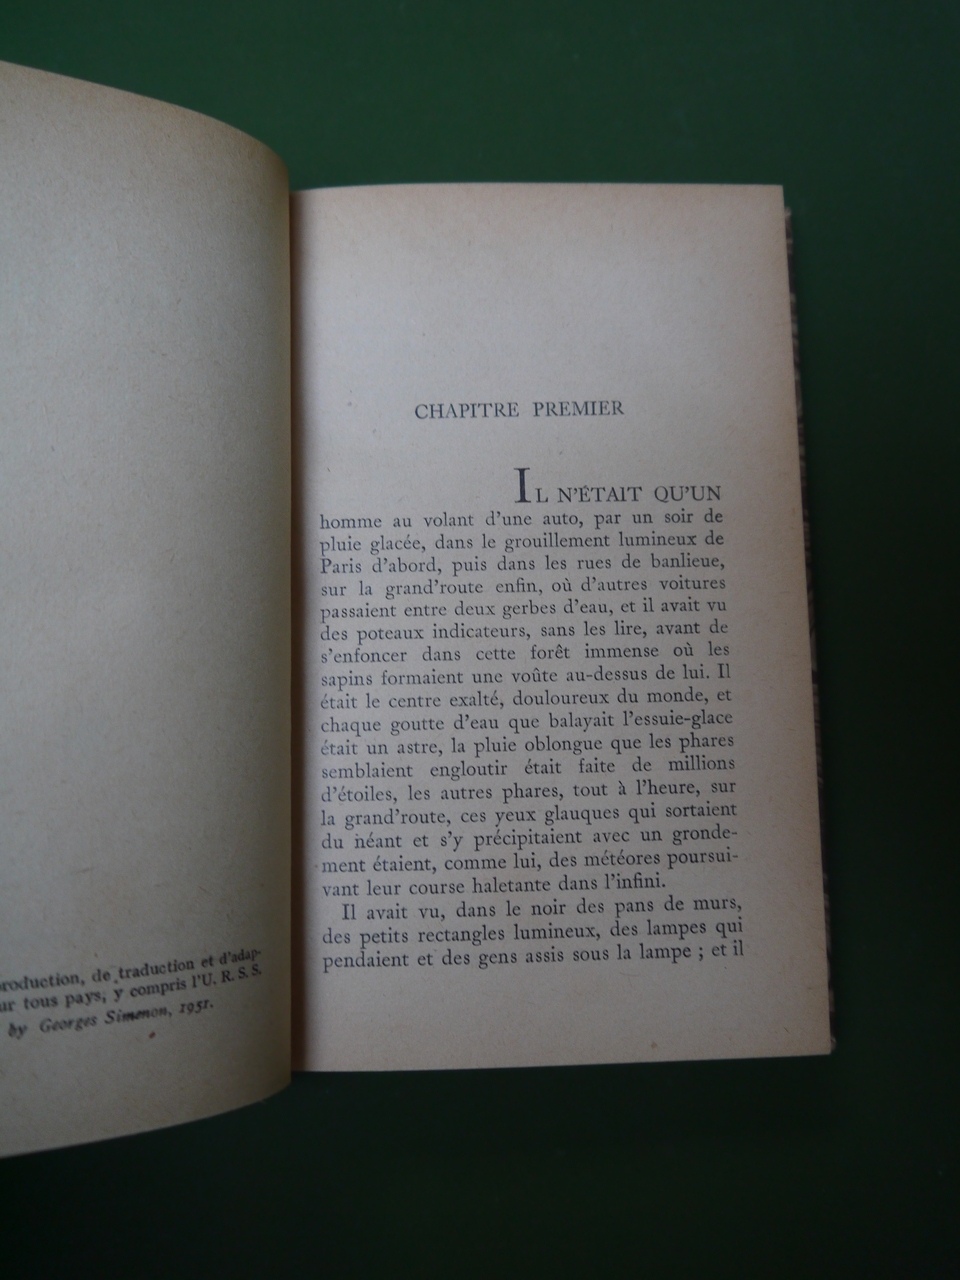 roduction, de traduction et d'adap-
ur tous pays, y compris l'U. R. S. S.
by Georges Simenon, 1951.
CHAPITRE PREMIER
IL N'ÉTAIT QU'UN
homme au volant d'une auto, par un soir de
pluie glacée, dans le grouillement lumineux de
Paris d'abord, puis dans les rues de banlieue,
sur la grand'route enfin, où d'autres voitures
passaient entre deux gerbes d'eau, et il avait vu
des poteaux indicateurs, sans les lire, avant de
s'enfoncer dans cette forêt immense où les
sapins formaient une voûte au-dessus de lui. Il
était le centre exalté, douloureux du monde, et
chaque goutte d'eau que balayait l'essuie-glace
était un astre, la pluie oblongue que les phares
semblaient engloutir était faite de millions
d'étoiles, les autres phares, tout à l'heure, sur
la grand'route, ces yeux glauques qui sortaient
du néant et s'y précipitaient avec un gronde-
ment étaient, comme lui, des météores poursui-
vant leur course haletante dans l'infini.
Il avait vu, dans le noir des pans de murs,
des petits rectangles lumineux, des lampes qui
pendaient et des gens assis sous la lampe ; et il